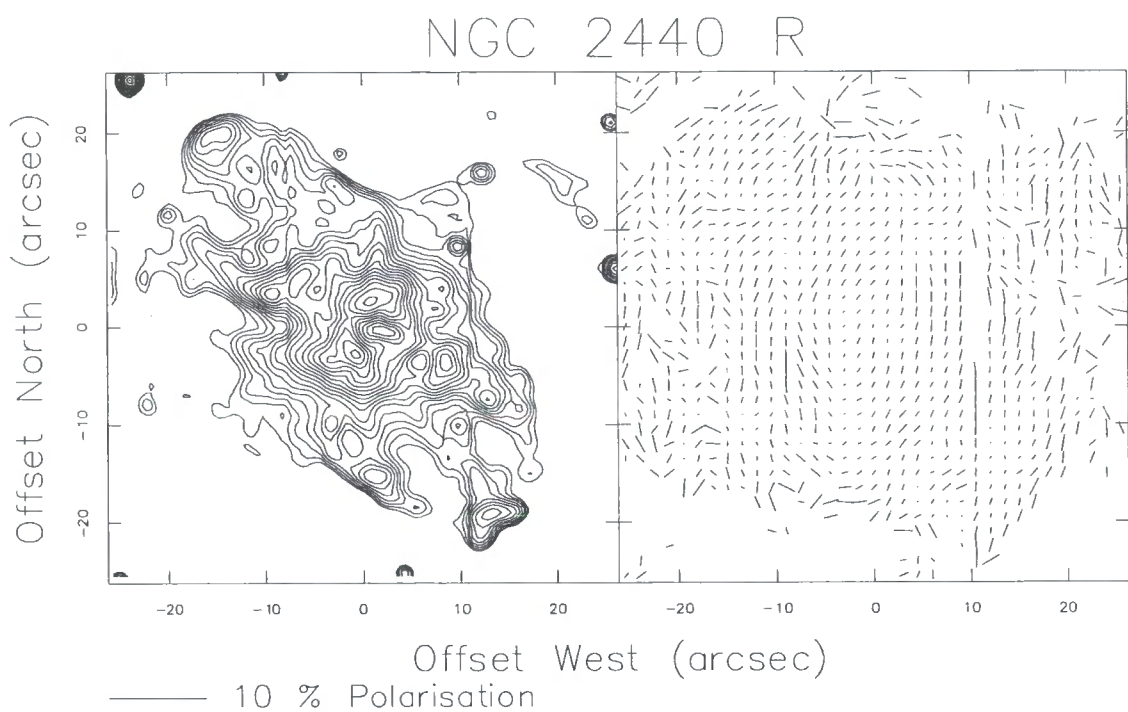 NGC 2440 R
Offset North (arcsec)
20
10
0
-10
-20
-20 -10 0 10 20
-20 -10 0 10 20
Offset West (arcsec)
10 % Polarisation